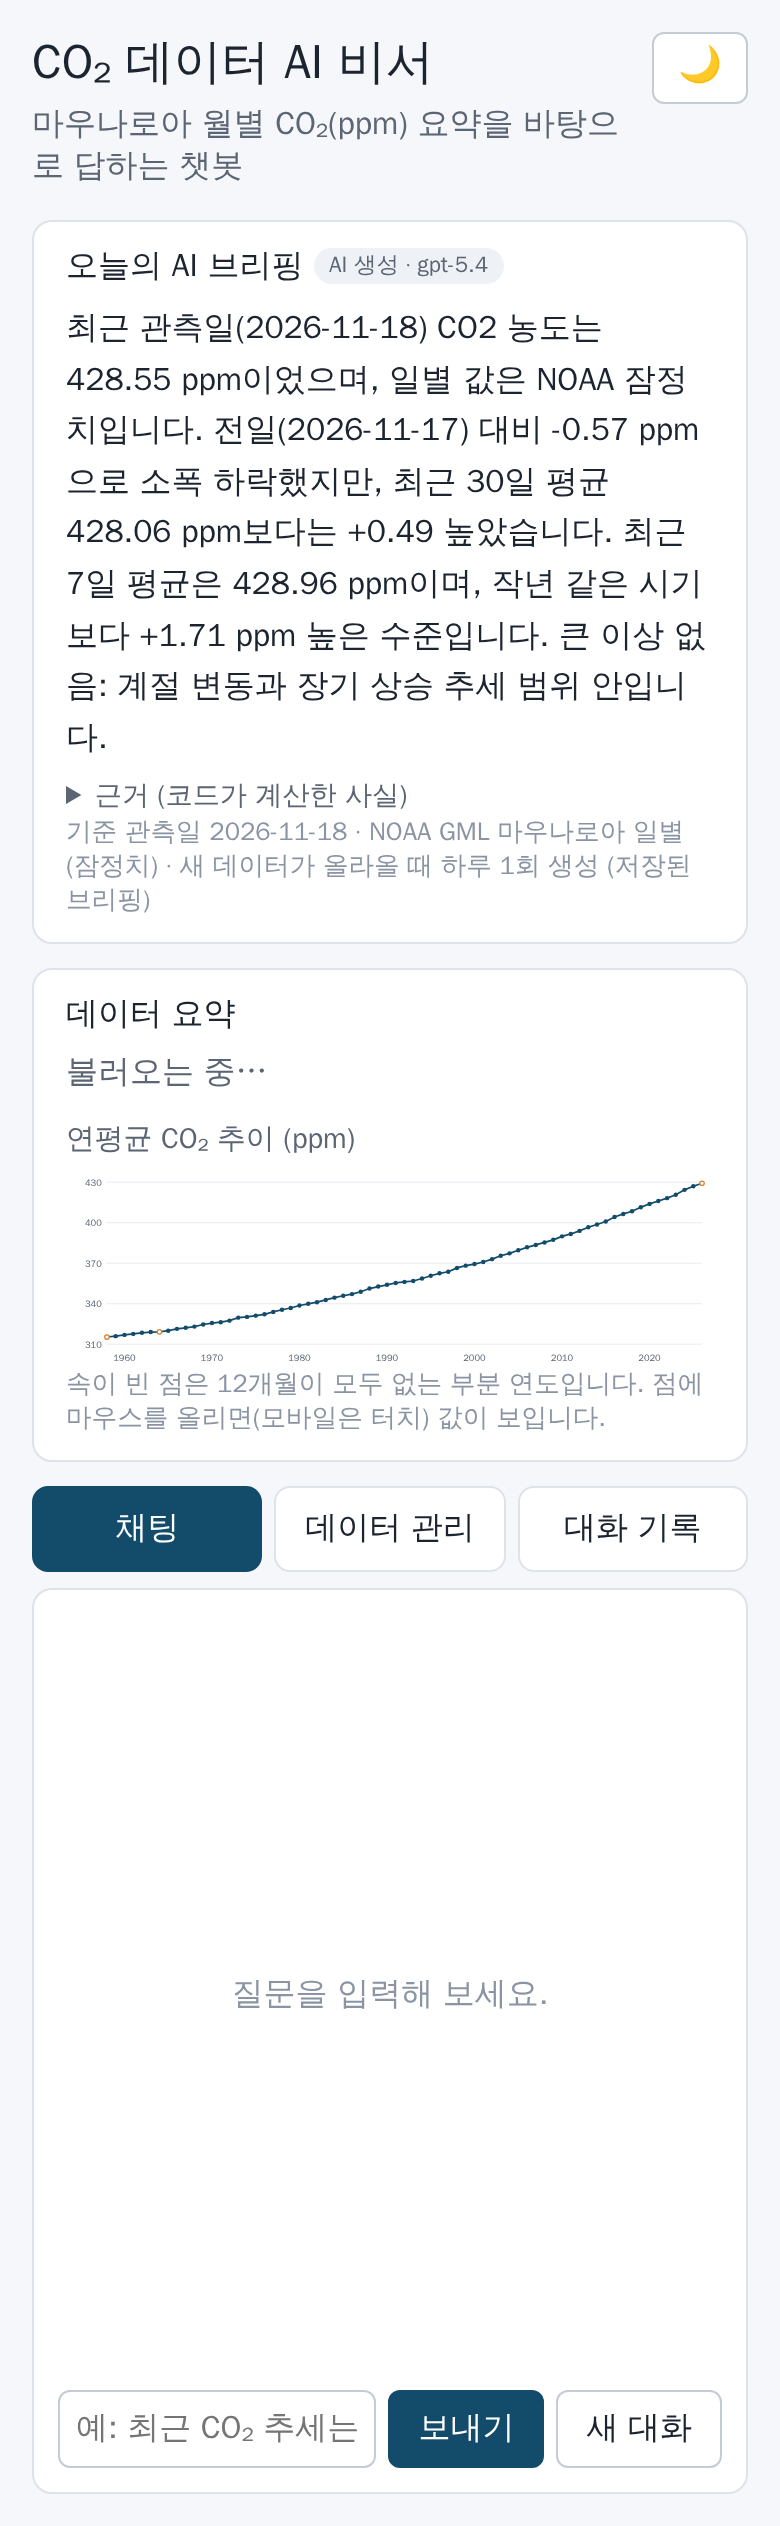 CO₂ 데이터 AI 비서
🌙
마우나로아 월별 CO₂(ppm) 요약을 바탕으
로 답하는 챗봇
오늘의 AI 브리핑 AI 생성 · gpt-5.4
최근 관측일(2026-11-18) CO2 농도는
428.55 ppm이었으며, 일별 값은 NOAA 잠정
치입니다. 전일(2026-11-17) 대비 -0.57 ppm
으로 소폭 하락했지만, 최근 30일 평균
428.06 ppm보다는 +0.49 높았습니다. 최근
7일 평균은 428.96 ppm이며, 작년 같은 시기
보다 +1.71 ppm 높은 수준입니다. 큰 이상 없
음: 계절 변동과 장기 상승 추세 범위 안입니
다.
▶ 근거 (코드가 계산한 사실)
기준 관측일 2026-11-18 · NOAA GML 마우나로아 일별
(잠정치) · 새 데이터가 올라올 때 하루 1회 생성 (저장된
브리핑)
데이터 요약
불러오는 중…
연평균 CO₂ 추이 (ppm)
430
400
370
340
310
1960 1970 1980 1990 2000 2010 2020
속이 빈 점은 12개월이 모두 없는 부분 연도입니다. 점에
마우스를 올리면(모바일은 터치) 값이 보입니다.
채팅 데이터 관리 대화 기록
질문을 입력해 보세요.
예: 최근 CO₂ 추세는 보내기 새 대화